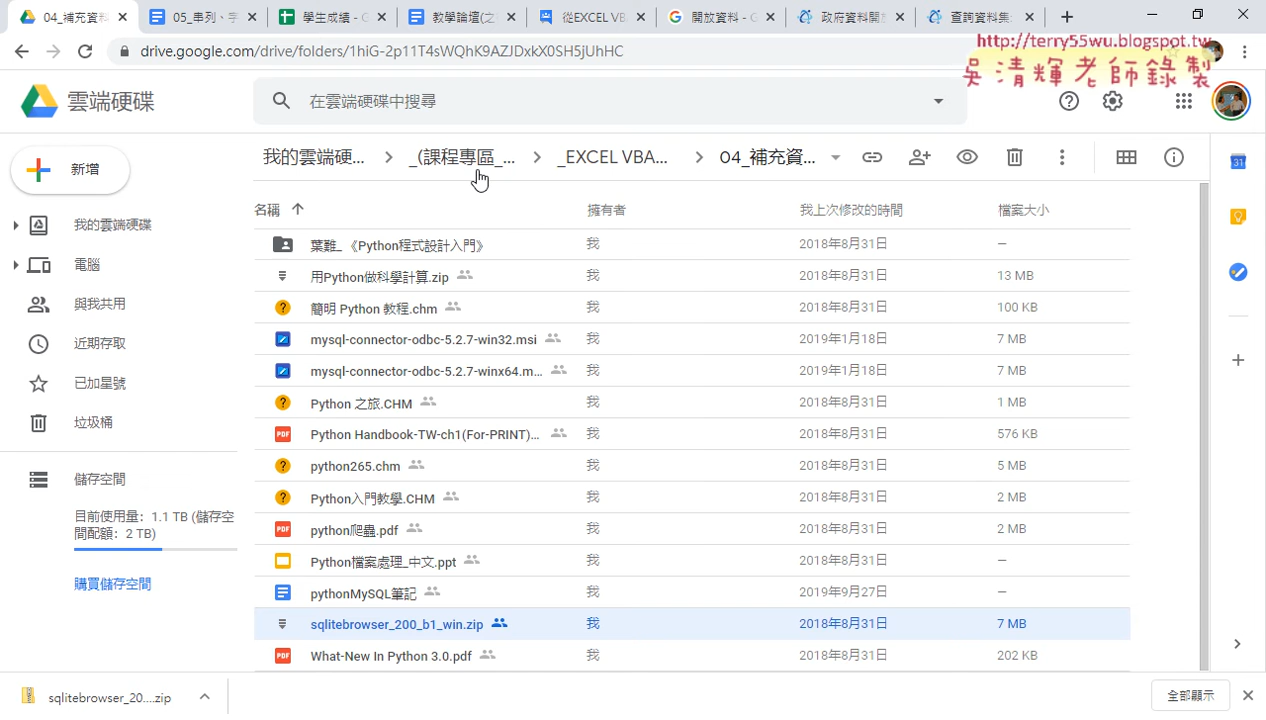 04_補充資料
05_串列、字
學生成績 - G
教學論壇(之
從EXCEL VBA
開放資料 - G
政府資料開
查詢資料集
drive.google.com/drive/folders/1hiG-2p11T4sWQhK9AZJDxkX0SH5jUhHC
http://terry55wu.blogspot.tw
吳清輝老師錄製
雲端硬碟
在雲端硬碟中搜尋
新增
我的雲端硬... > _(課程專區_... > _EXCEL VBA... > 04_補充資...
名稱 擁有者 我上次修改的時間 檔案大小
我的雲端硬碟
電腦
與我共用
近期存取
已加星號
垃圾桶
儲存空間
目前使用量：1.1 TB (儲存空
間配額：2 TB)
購買儲存空間
葉難_《Python程式設計入門》 我 2018年8月31日 —
用Python做科學計算.zip 我 2018年8月31日 13 MB
簡明 Python 教程.chm 我 2018年8月31日 100 KB
mysql-connector-odbc-5.2.7-win32.msi 我 2019年1月18日 7 MB
mysql-connector-odbc-5.2.7-winx64.m... 我 2019年1月18日 7 MB
Python 之旅.CHM 我 2018年8月31日 1 MB
Python Handbook-TW-ch1(For-PRINT)... 我 2018年8月31日 576 KB
python265.chm 我 2018年8月31日 5 MB
Python入門教學.CHM 我 2018年8月31日 2 MB
python爬蟲.pdf 我 2018年8月31日 2 MB
Python檔案處理_中文.ppt 我 2018年8月31日 —
pythonMySQL筆記 我 2019年9月27日 —
sqlitebrowser_200_b1_win.zip 我 2018年8月31日 7 MB
What-New In Python 3.0.pdf 我 2018年8月31日 202 KB
31
sqlitebrowser_20....zip
全部顯示